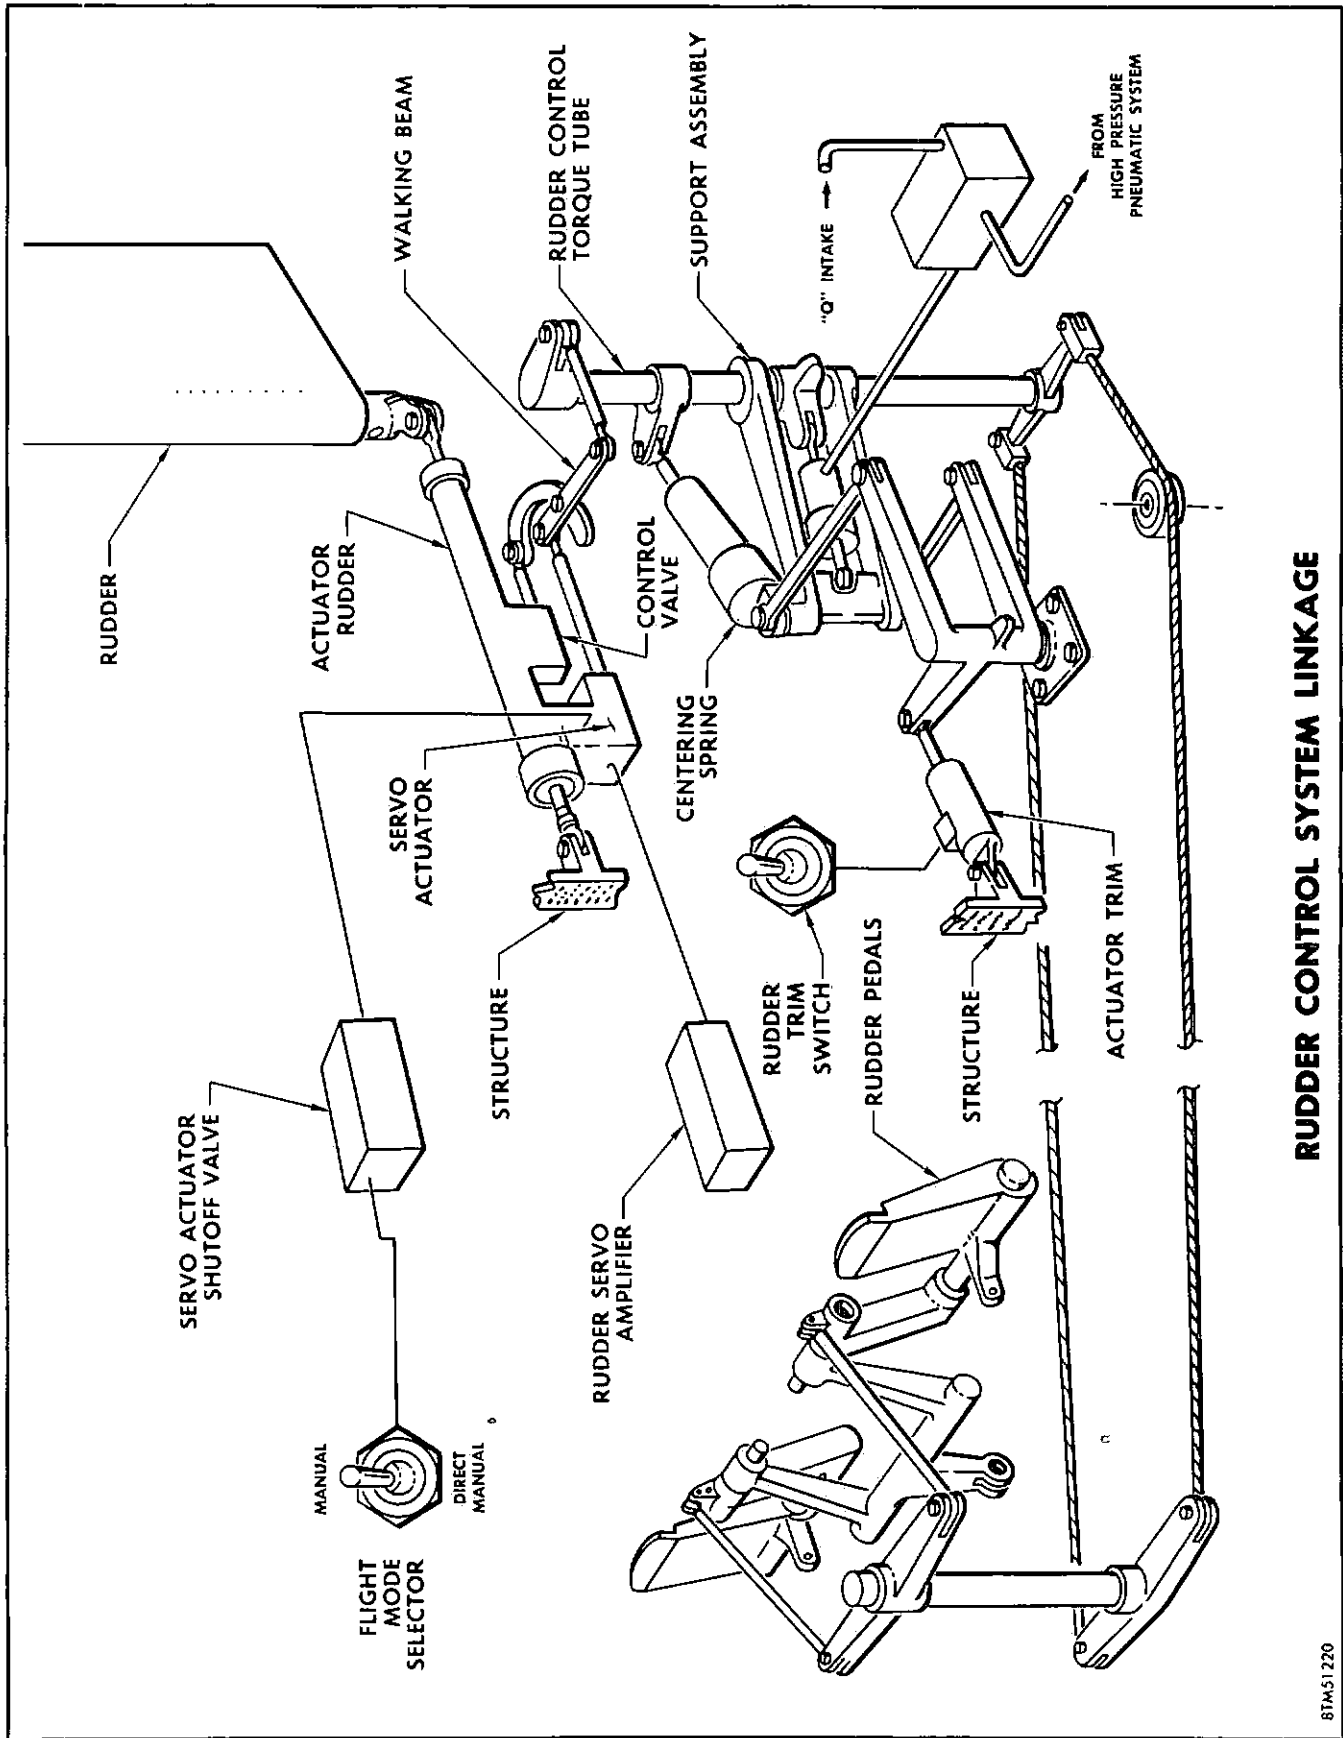 RUDDER
WALKING BEAM
ACTUATOR
RUDDER
RUDDER CONTROL
TORQUE TUBE
SERVO ACTUATOR
SHUTOFF VALVE
SUPPORT ASSEMBLY
MANUAL
FLIGHT
MODE
SELECTOR
DIRECT
MANUAL
SERVO
ACTUATOR
CONTROL
VALVE
STRUCTURE
CENTERING
SPRING
"Q" INTAKE
FROM
HIGH PRESSURE
PNEUMATIC SYSTEM
RUDDER SERVO
AMPLIFIER
RUDDER
TRIM
SWITCH
RUDDER PEDALS
STRUCTURE
ACTUATOR TRIM
RUDDER CONTROL SYSTEM LINKAGE
8TM51220